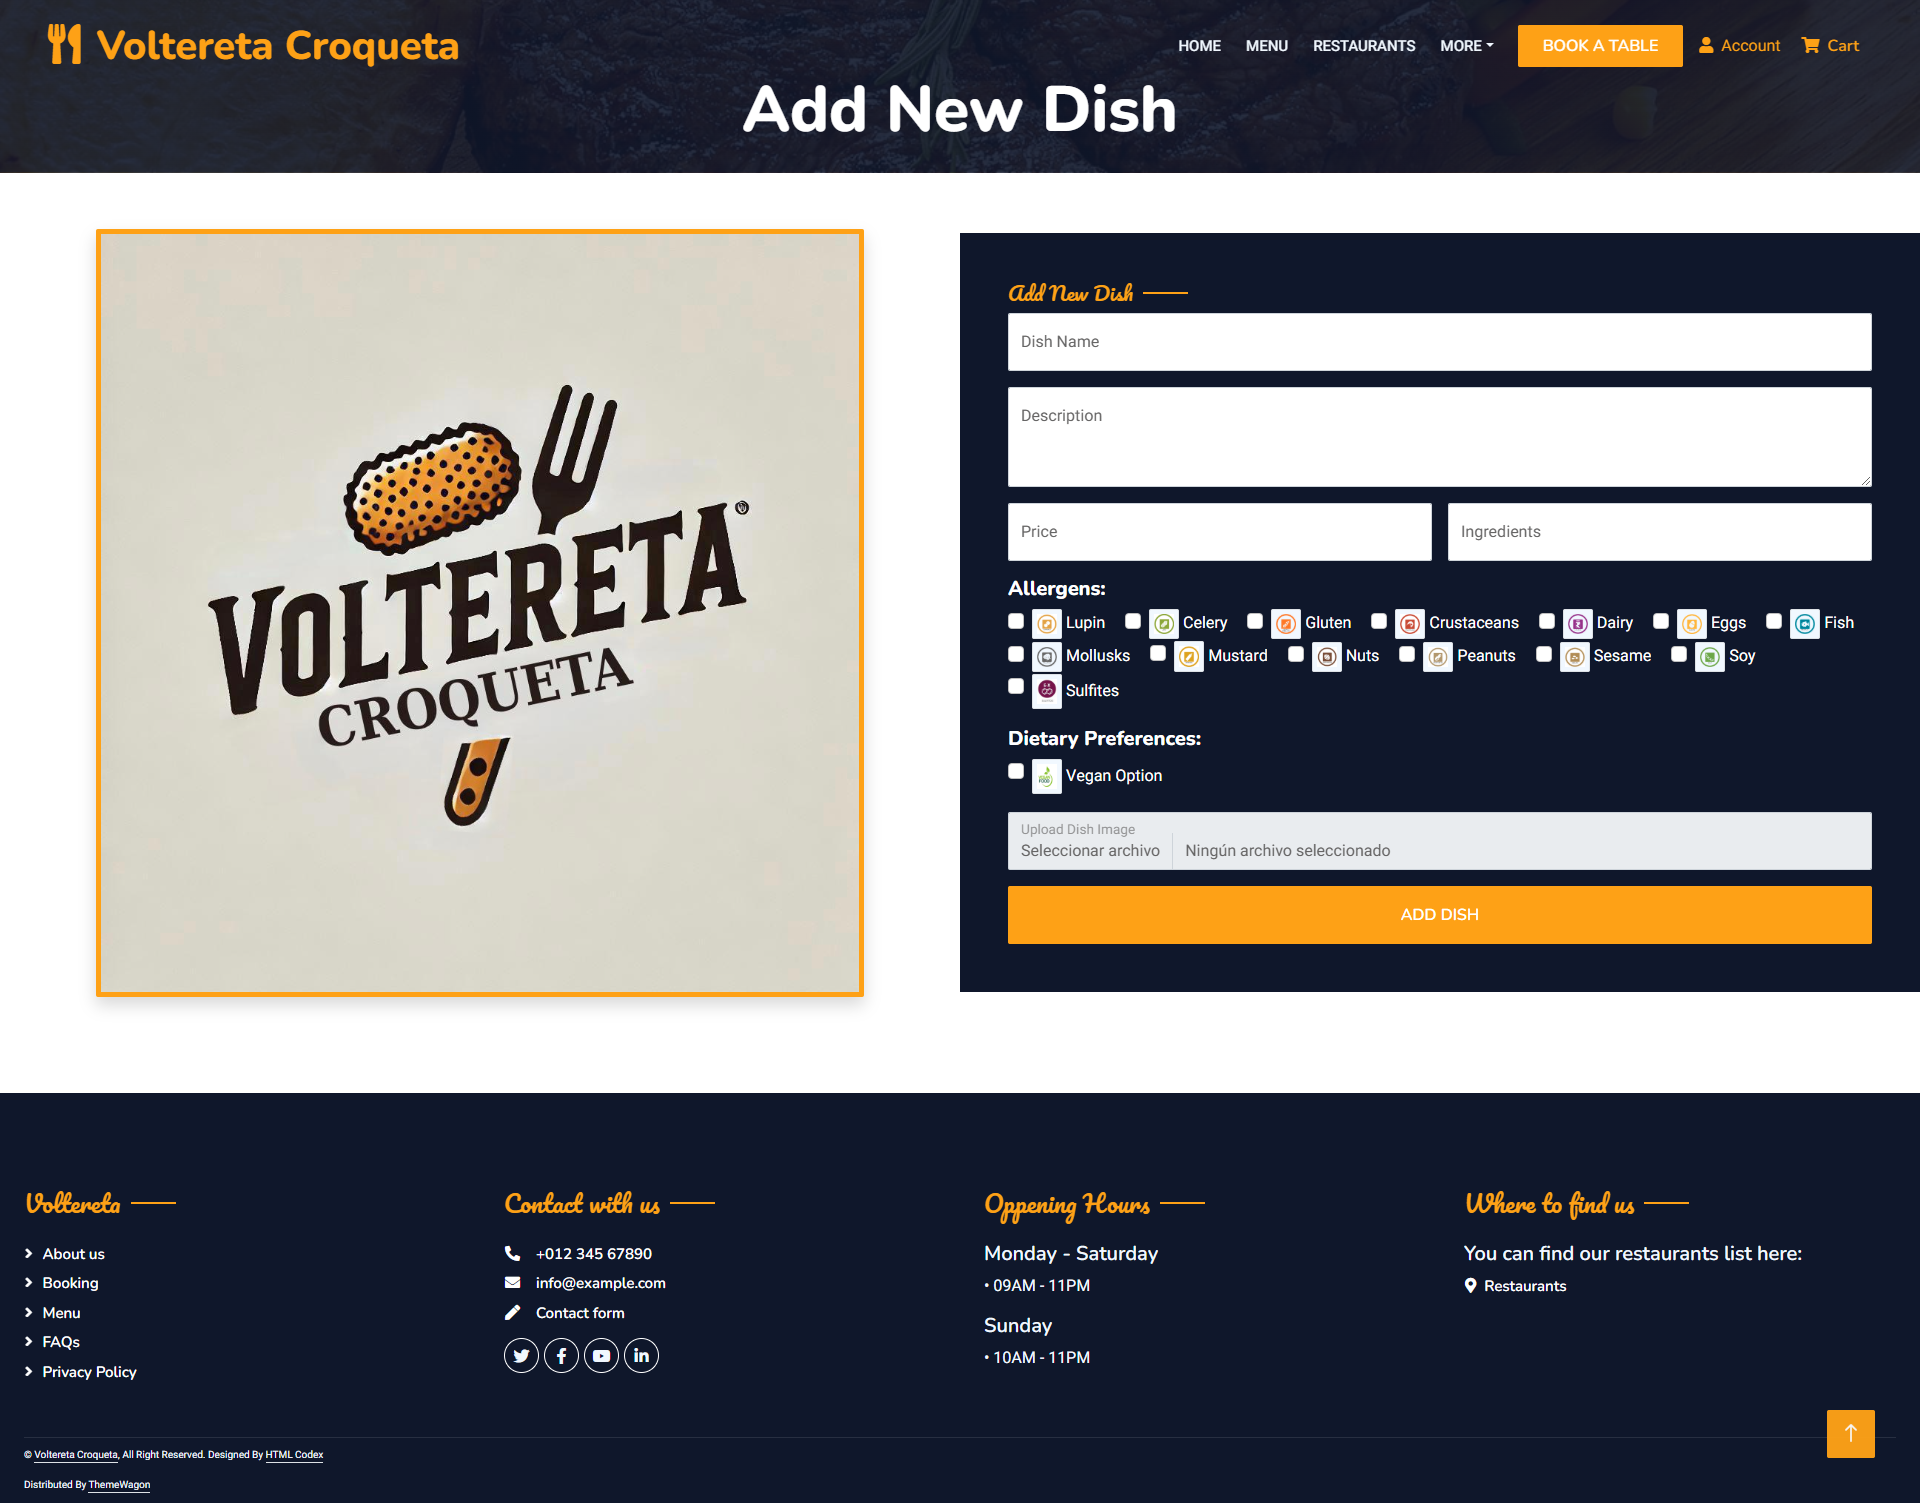 Voltereta Croqueta
HOME MENU RESTAURANTS MORE BOOK A TABLE Account Cart
Add New Dish
VOLTERETA
CROQUETA
Add New Dish
Dish Name
Description
Price Ingredients
Allergens:
Lupin Celery Gluten Crustaceans Dairy Eggs Fish
Mollusks Mustard Nuts Peanuts Sesame Soy
Sulfites
Dietary Preferences:
Vegan Option
Upload Dish Image
Seleccionar archivo Ningún archivo seleccionado
ADD DISH
Voltereta
About us
Booking
Menu
FAQs
Privacy Policy
Contact with us
+012 345 67890
info@example.com
Contact form
Oppening Hours
Monday - Saturday
• 09AM - 11PM
Sunday
• 10AM - 11PM
Where to find us
You can find our restaurants list here:
Restaurants
© Voltereta Croqueta, All Right Reserved. Designed By HTML Codex
Distributed By ThemeWagon